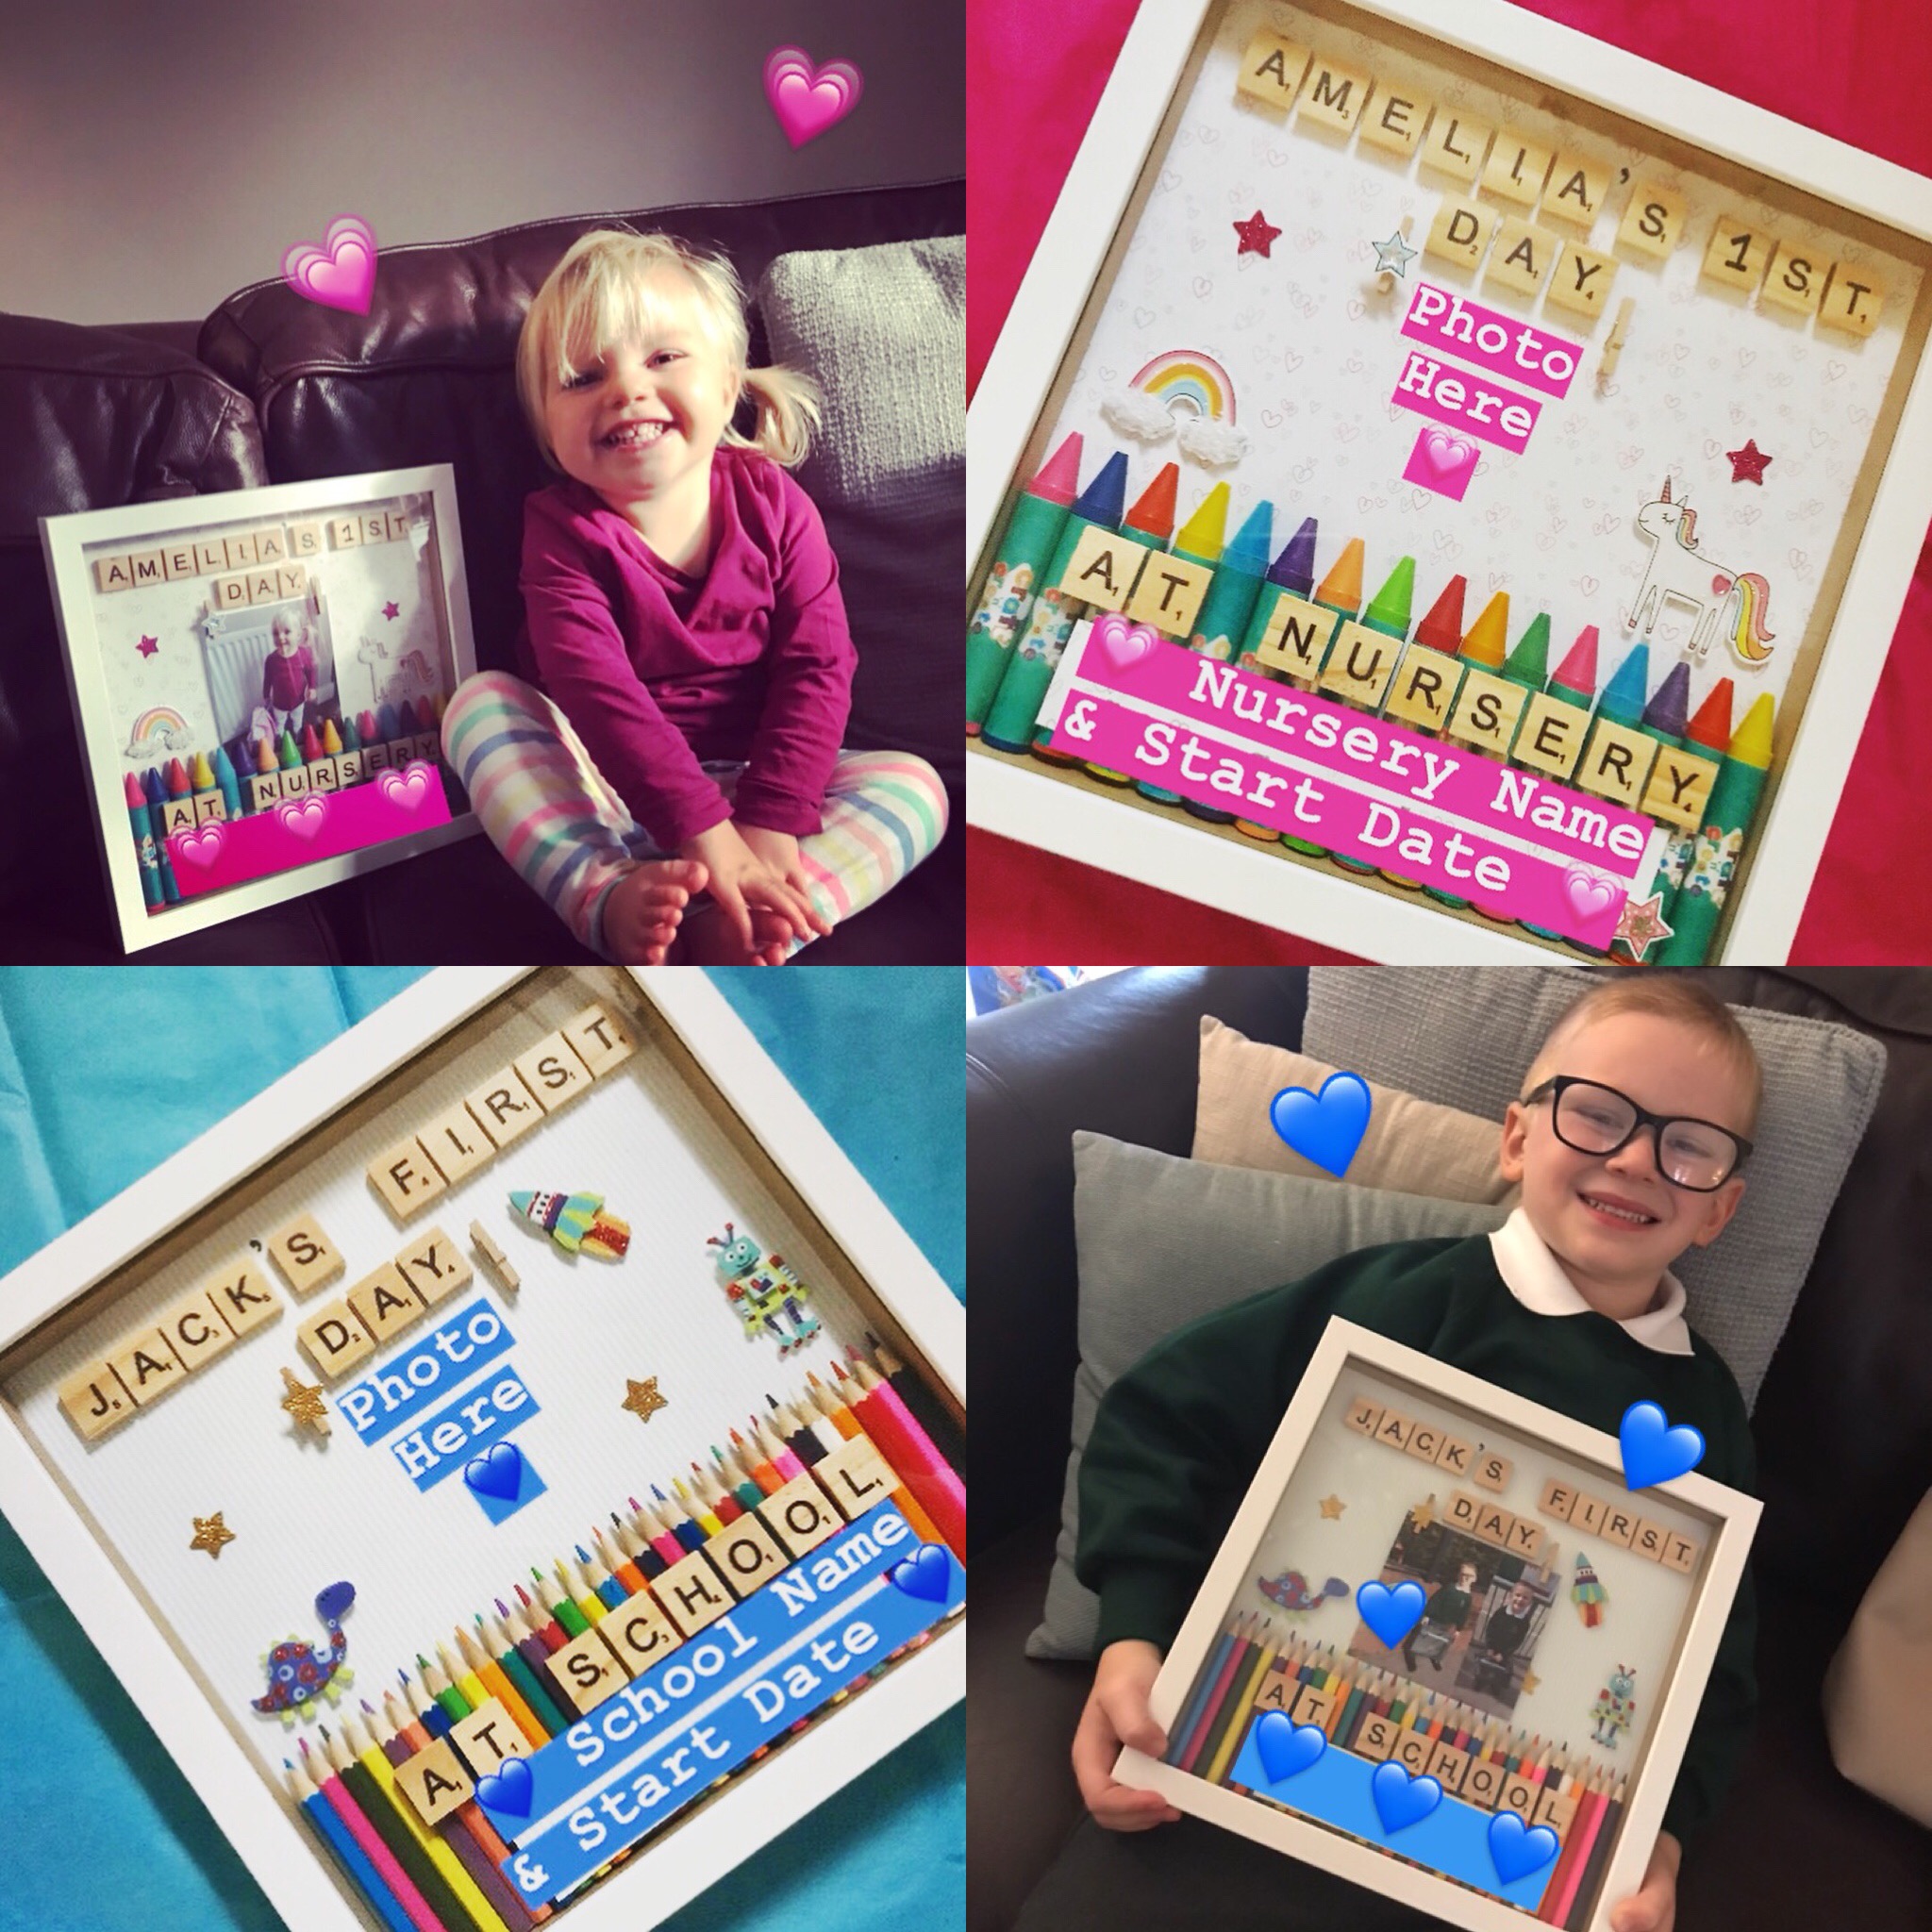 AMELIA'S 1ST
DAY
AT NURSERY
AMELIA'S 1ST
DAY
Photo
Here
AT NURSERY
Nursery Name
& Start Date
JACK'S FIRST
DAY
Photo
Here
AT SCHOOL
School Name
& Start Date
JACK'S FIRST
DAY
AT SCHOOL